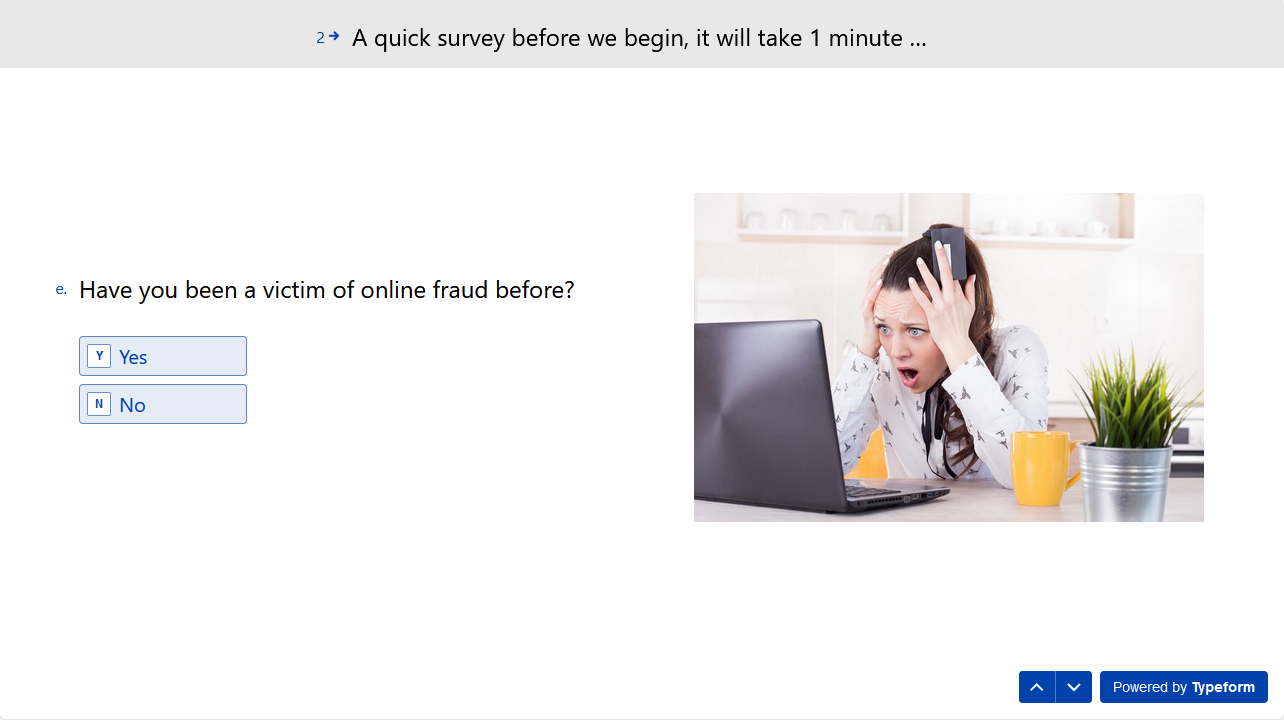 2 → A quick survey before we begin, it will take 1 minute ...
e. Have you been a victim of online fraud before?
Y Yes
N No
Powered by Typeform